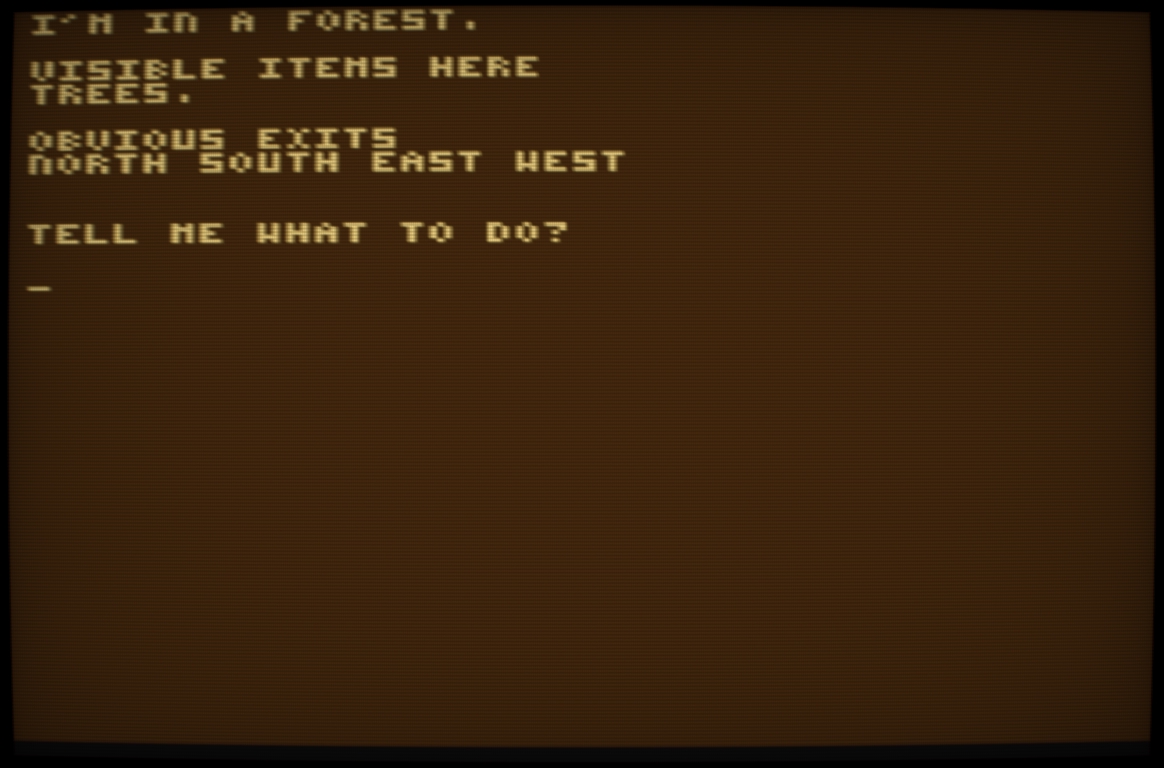 I'M IN A FOREST.
VISIBLE ITEMS HERE
TREES.
OBVIOUS EXITS
NORTH SOUTH EAST WEST
TELL ME WHAT TO DO?
_